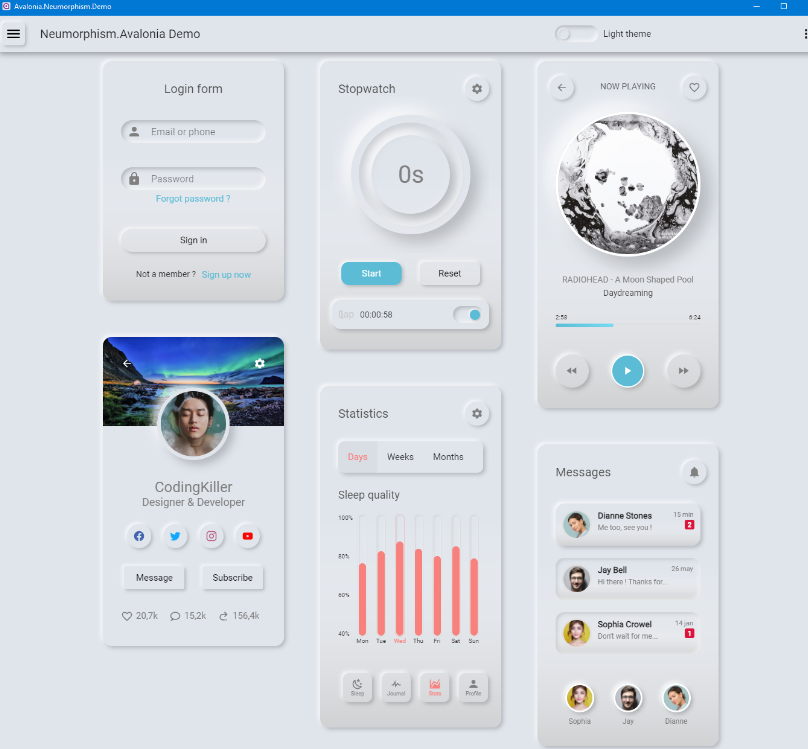 Avalonia.Neumorphism.Demo
Neumorphism.Avalonia Demo
Light theme
Login form
Email or phone
Password
Forgot password ?
Sign in
Not a member ? Sign up now
Stopwatch
0s
Start
Reset
00:00:58
NOW PLAYING
RADIOHEAD - A Moon Shaped Pool
Daydreaming
2:58
6:24
CodingKiller
Designer & Developer
Message
Subscribe
20,7k
15,2k
156,4k
Statistics
Days
Weeks
Months
Sleep quality
100%
80%
60%
40%
Mon Tue Wed Thu Fri Sat Sun
Sleep
Journal
Stats
Profile
Messages
Dianne Stones
15 min
Me too, see you !
2
Jay Bell
26 may
Hi there ! Thanks for...
Sophia Crowel
14 jan
Don't wait for me...
1
Sophia
Jay
Dianne